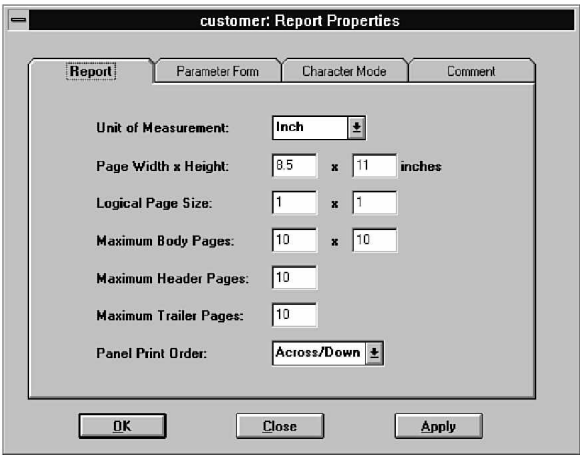 customer: Report Properties
Report Parameter Form Character Mode Comment
Unit of Measurement: Inch
Page Width x Height: 8.5 x 11 inches
Logical Page Size: 1 x 1
Maximum Body Pages: 10 x 10
Maximum Header Pages: 10
Maximum Trailer Pages: 10
Panel Print Order: Across/Down
OK Close Apply